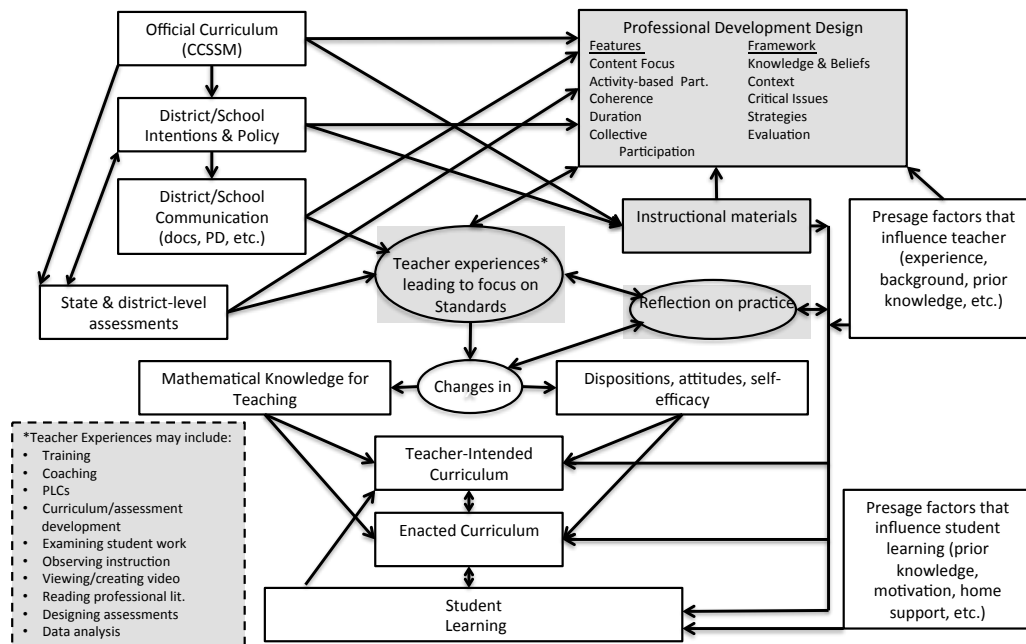 Official Curriculum
(CCSSM)
District/School
Intentions & Policy
District/School
Communication
(docs, PD, etc.)
State & district-level
assessments
Professional Development Design
Features
Content Focus
Activity-based Part.
Coherence
Duration
Collective
Participation
Framework
Knowledge & Beliefs
Context
Critical Issues
Strategies
Evaluation
Instructional materials
Presage factors that
influence teacher
(experience,
background, prior
knowledge, etc.)
Teacher experiences*
leading to focus on
Standards
Reflection on practice
Mathematical Knowledge for
Teaching
Changes in
Dispositions, attitudes, self-
efficacy
Teacher-Intended
Curriculum
Enacted Curriculum
Student
Learning
Presage factors that
influence student
learning (prior
knowledge,
motivation, home
support, etc.)
*Teacher Experiences may include:
• Training
• Coaching
• PLCs
• Curriculum/assessment
development
• Examining student work
• Observing instruction
• Viewing/creating video
• Reading professional lit.
• Designing assessments
• Data analysis